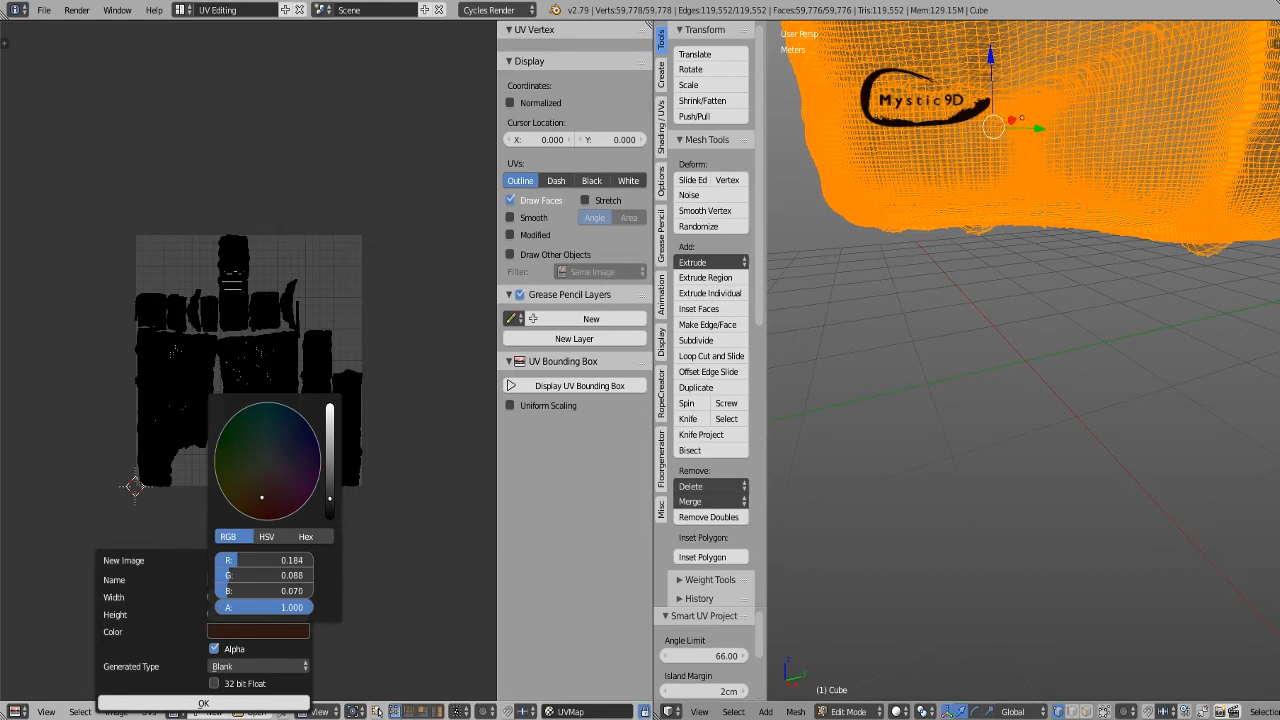 File Render Window Help UV Editing Scene Cycles Render v2.79 | Verts:59,778/59,778 | Edges:119,552/119,552 | Faces:59,776/59,776 | Tris:119,552 | Mem:129.15M | Cube
UV Vertex
Display
Coordinates:
Normalized
Cursor Location:
X: 0.000 Y: 0.000
UVs:
Outline Dash Black White
Draw Faces Stretch
Smooth Angle Area
Modified
Draw Other Objects
Filter: Same Image
Grease Pencil Layers
New
New Layer
UV Bounding Box
Display UV Bounding Box
Uniform Scaling
Tools
Create
Shading / UVs
Options
Grease Pencil
Animation
Display
RopeCreator
Floorgenerator
Misc
Transform
Translate
Rotate
Scale
Shrink/Fatten
Push/Pull
Mesh Tools
Deform:
Slide Ed Vertex
Noise
Smooth Vertex
Randomize
Add:
Extrude
Extrude Region
Extrude Individual
Inset Faces
Make Edge/Face
Subdivide
Loop Cut and Slide
Offset Edge Slide
Duplicate
Spin Screw
Knife Select
Knife Project
Bisect
Remove:
Delete
Merge
Remove Doubles
Inset Polygon:
Inset Polygon
Weight Tools
History
Smart UV Project
Angle Limit
66.00
Island Margin
2cm
User Persp
Meters
Mystic9D
(1) Cube
RGB HSV Hex
R: 0.184
G: 0.088
B: 0.070
A: 1.000
New Image
Name
Width
Height
Color
Alpha
Generated Type Blank
32 bit Float
OK
View Select View UVMap
View Select Add Mesh Edit Mode Global